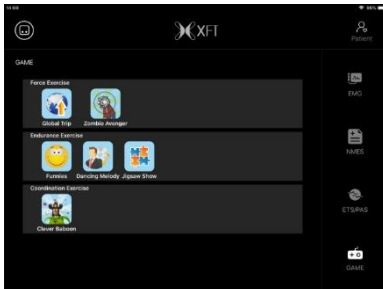 XFT
Patient
GAME
Force Exercise
Global Trip Zombie Avenger
Endurance Exercise
Funnies Dancing Melody Jigsaw Show
Coordination Exercise
Clever Baboon
EMG
NMES
ETS/PAS
GAME